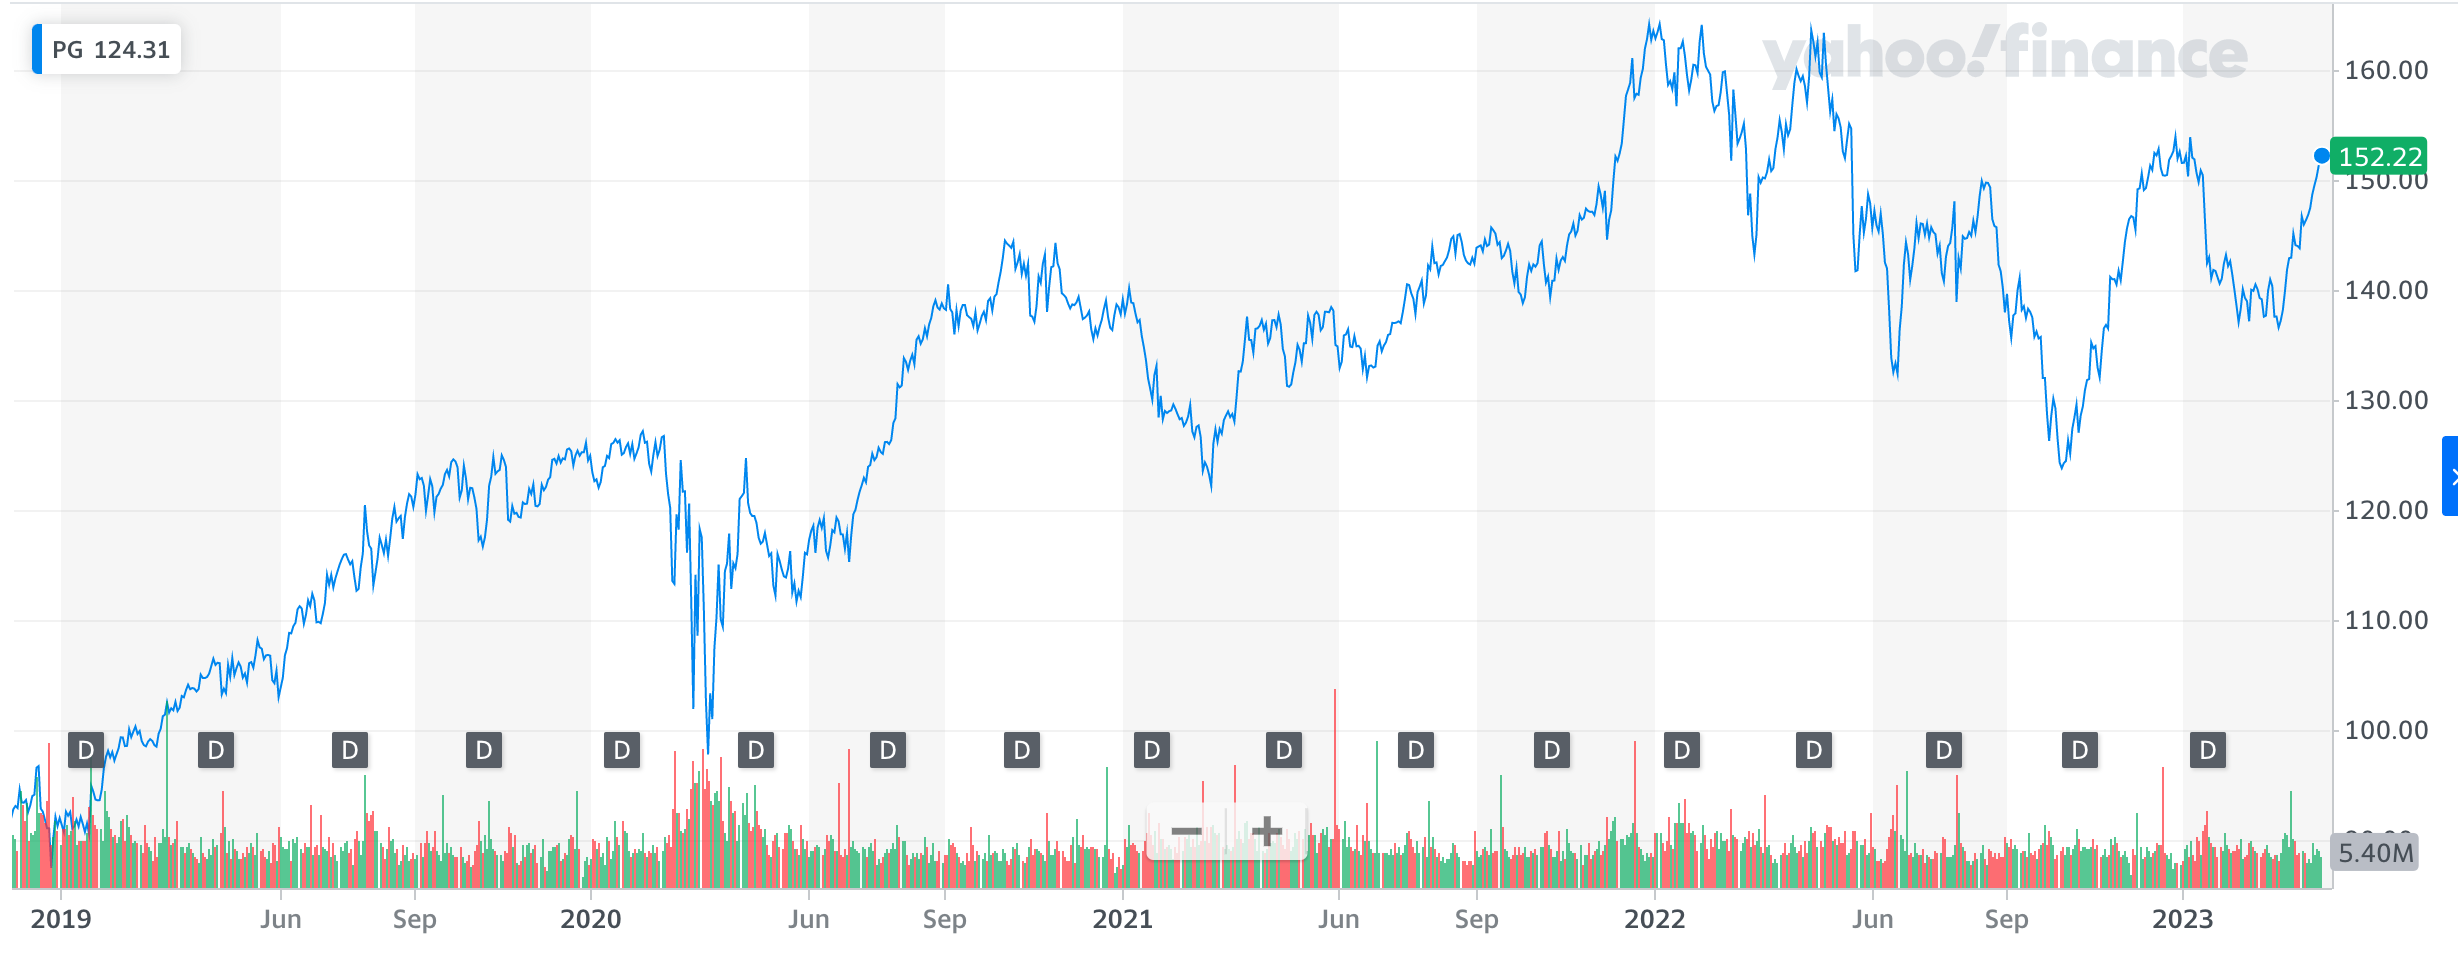 PG 124.31
yahoo!finance
160.00
152.22
150.00
140.00
130.00
120.00
110.00
100.00
D D D D D D D D D D D D D D D D D
5.40M
2019 Jun Sep 2020 Jun Sep 2021 Jun Sep 2022 Jun Sep 2023